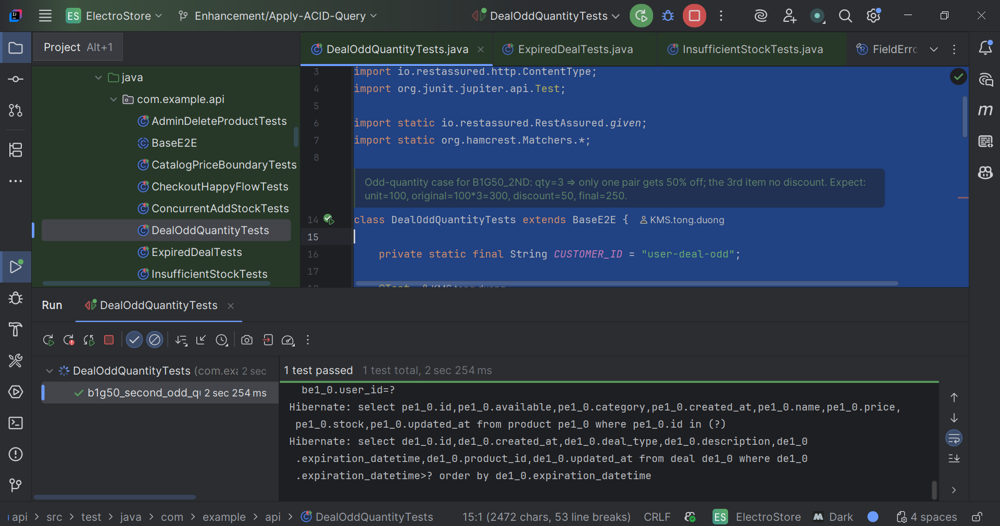 ES ElectroStore Enhancement/Apply-ACID-Query DealOddQuantityTests
Project Alt+1
DealOddQuantityTests.java ExpiredDealTests.java InsufficientStockTests.java FieldErrc
java
com.example.api
AdminDeleteProductTests
BaseE2E
CatalogPriceBoundaryTests
CheckoutHappyFlowTests
ConcurrentAddStockTests
DealOddQuantityTests
ExpiredDealTests
InsufficientStockTests
3 import io.restassured.http.ContentType;
4 import org.junit.jupiter.api.Test;
5
6 import static io.restassured.RestAssured.given;
7 import static org.hamcrest.Matchers.*;
8
Odd-quantity case for B1G50_2ND: qty=3 ⇒ only one pair gets 50% off; the 3rd item no discount. Expect:
unit=100, original=100*3=300, discount=50, final=250.
14 class DealOddQuantityTests extends BaseE2E { KMS.tong.duong
15
16 private static final String CUSTOMER_ID = "user-deal-odd";
17
18 @Test KMS.tong.duong
Run DealOddQuantityTests
DealOddQuantityTests (com.exa 2 sec
b1g50_second_odd_qu 2 sec 254 ms
1 test passed 1 test total, 2 sec 254 ms
be1_0.user_id=?
Hibernate: select pe1_0.id,pe1_0.available,pe1_0.category,pe1_0.created_at,pe1_0.name,pe1_0.price,
pe1_0.stock,pe1_0.updated_at from product pe1_0 where pe1_0.id in (?)
Hibernate: select de1_0.id,de1_0.created_at,de1_0.deal_type,de1_0.description,de1_0
.expiration_datetime,de1_0.product_id,de1_0.updated_at from deal de1_0 where de1_0
.expiration_datetime>? order by de1_0.expiration_datetime
api > src > test > java > com > example > api > DealOddQuantityTests 15:1 (2472 chars, 53 line breaks) CRLF ES ElectroStore Dark 4 spaces